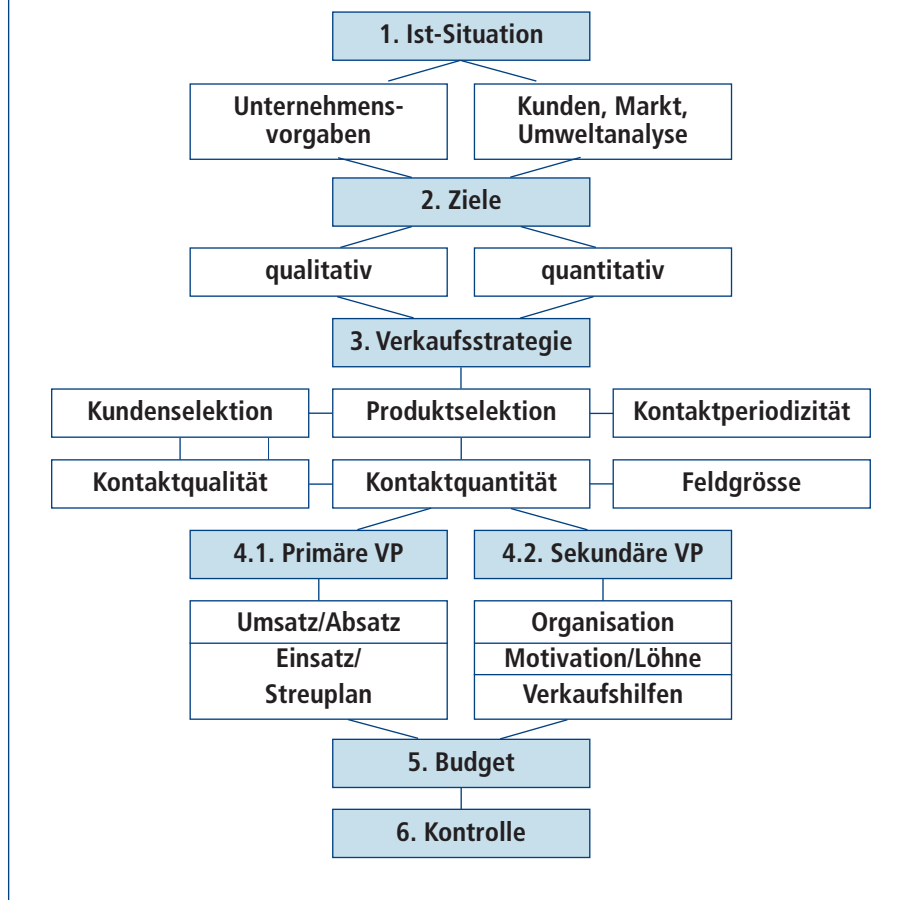 1. Ist-Situation
Unternehmens-
vorgaben
Kunden, Markt,
Umweltanalyse
2. Ziele
qualitativ
quantitativ
3. Verkaufsstrategie
Kundenselektion
Produktselektion
Kontaktperiodizität
Kontaktqualität
Kontaktquantität
Feldgrösse
4.1. Primäre VP
4.2. Sekundäre VP
Umsatz/Absatz
Einsatz/
Streuplan
Organisation
Motivation/Löhne
Verkaufshilfen
5. Budget
6. Kontrolle